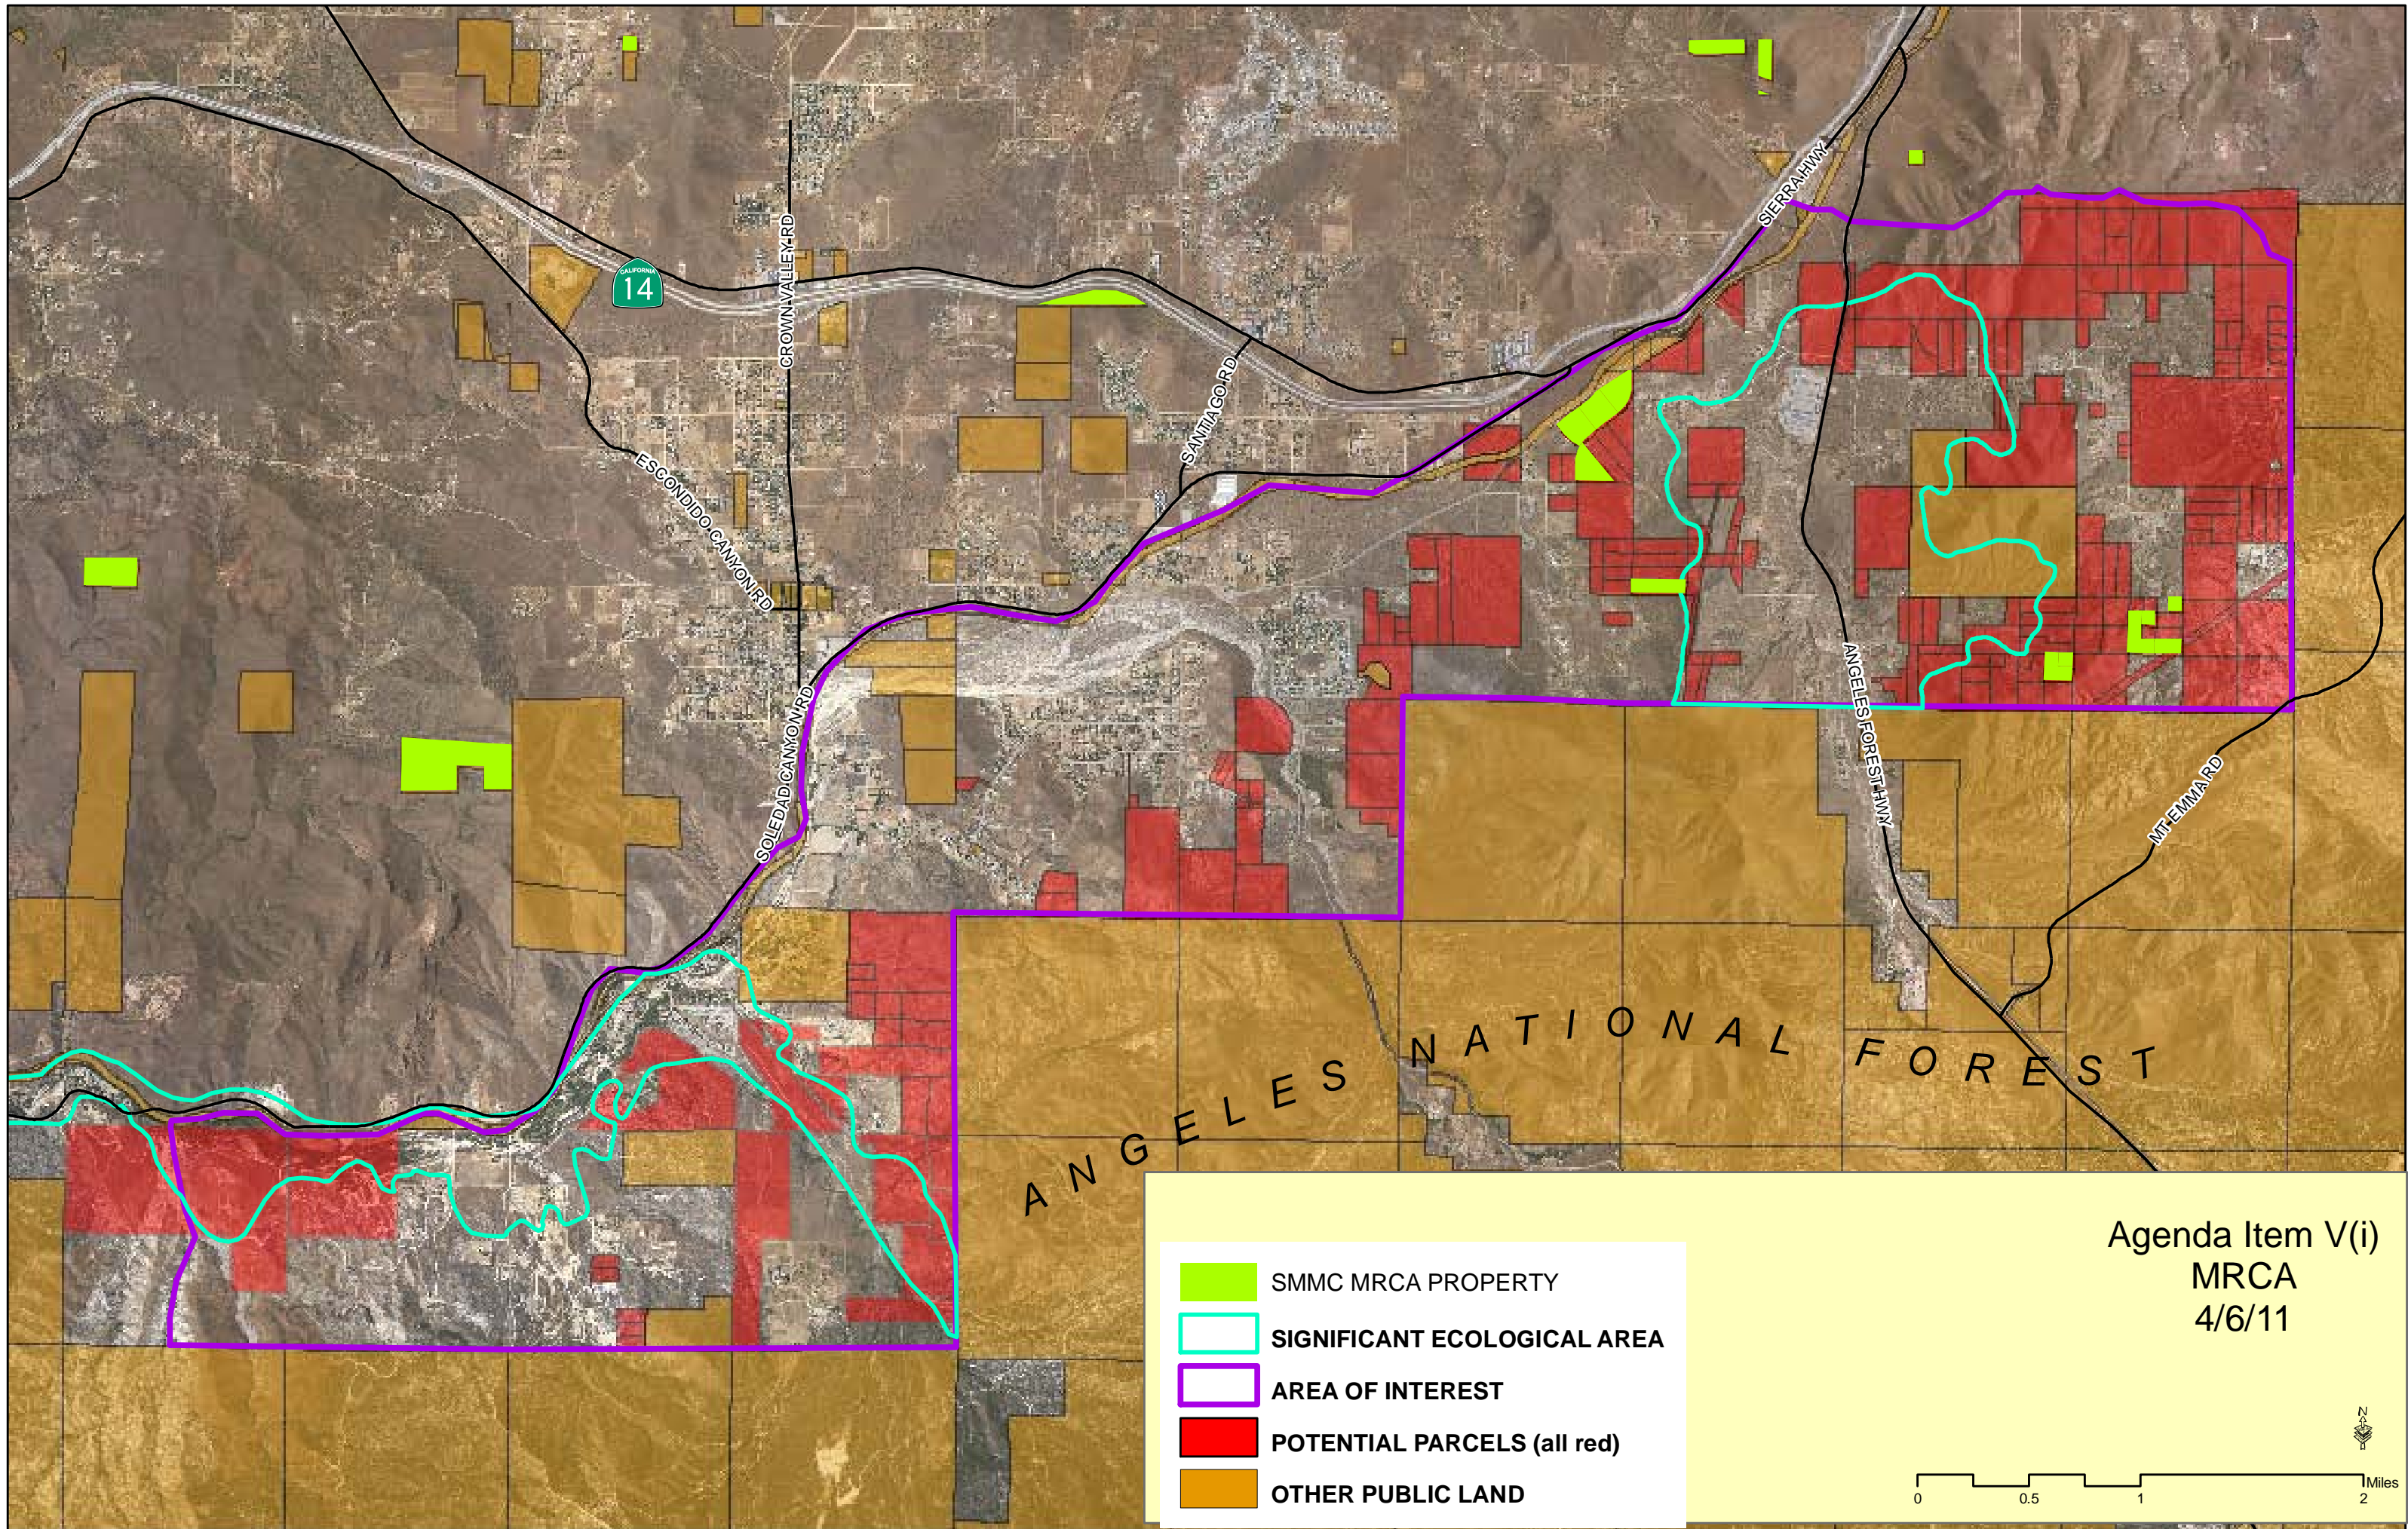 SIERRA HWY
CROWN VALLEY RD
CALIFORNIA
14
SANTIAGO RD
ESCONDIDO CANYON RD
SOLEDAD CANYON RD
ANGELES FOREST HWY
MT EMMA RD
ANGELES NATIONAL FOREST
SMMC MRCA PROPERTY
SIGNIFICANT ECOLOGICAL AREA
AREA OF INTEREST
POTENTIAL PARCELS (all red)
OTHER PUBLIC LAND
Agenda Item V(i)
MRCA
4/6/11
N
Miles
0 0.5 1 2